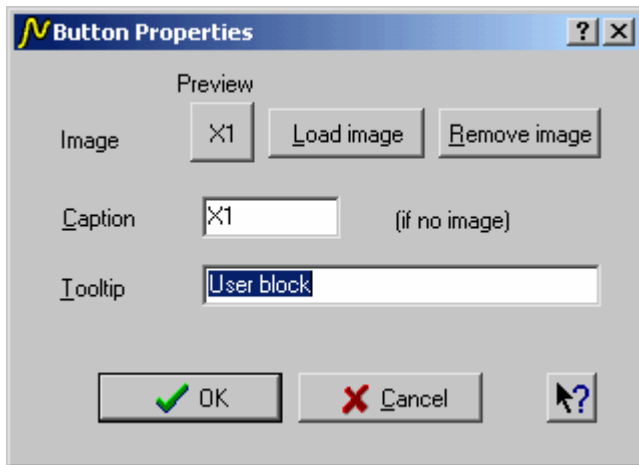 Button Properties
Preview
Image X1 Load image Remove image
Caption X1 (if no image)
Tooltip User block
OK Cancel ?